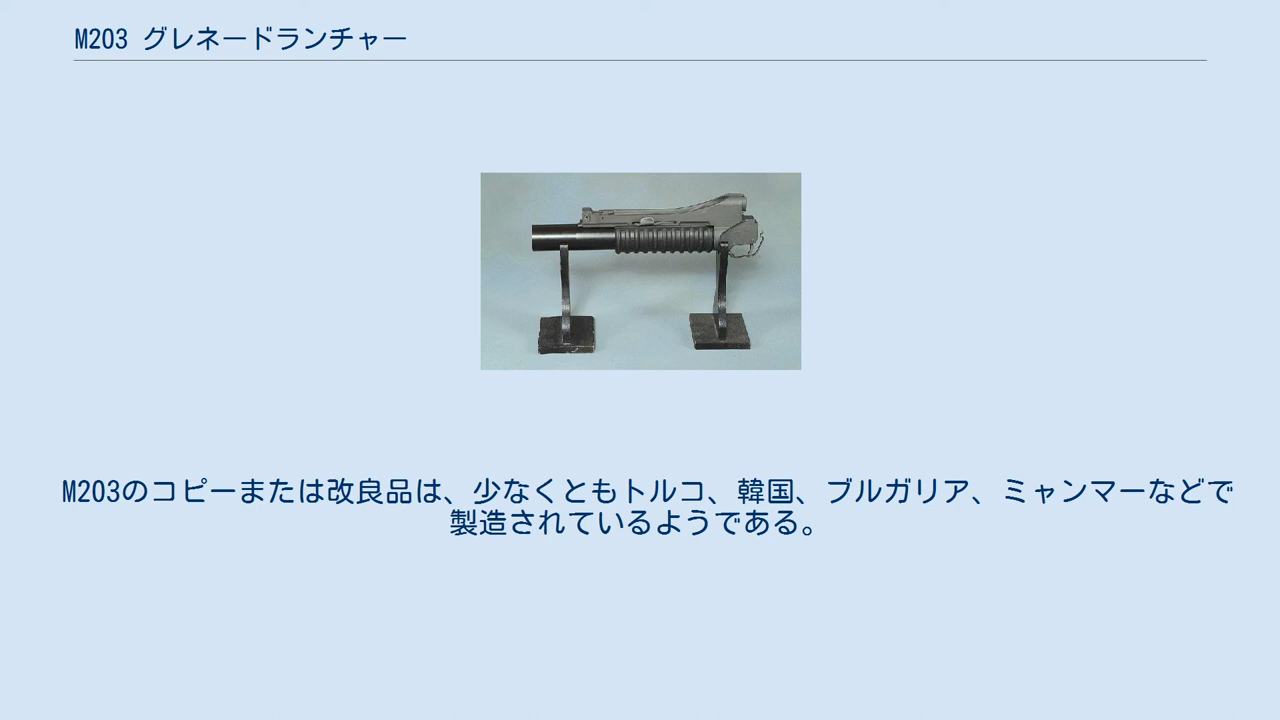 M203 グレネードランチャー
M203のコピーまたは改良品は、少なくともトルコ、韓国、ブルガリア、ミャンマーなどで
製造されているようである。